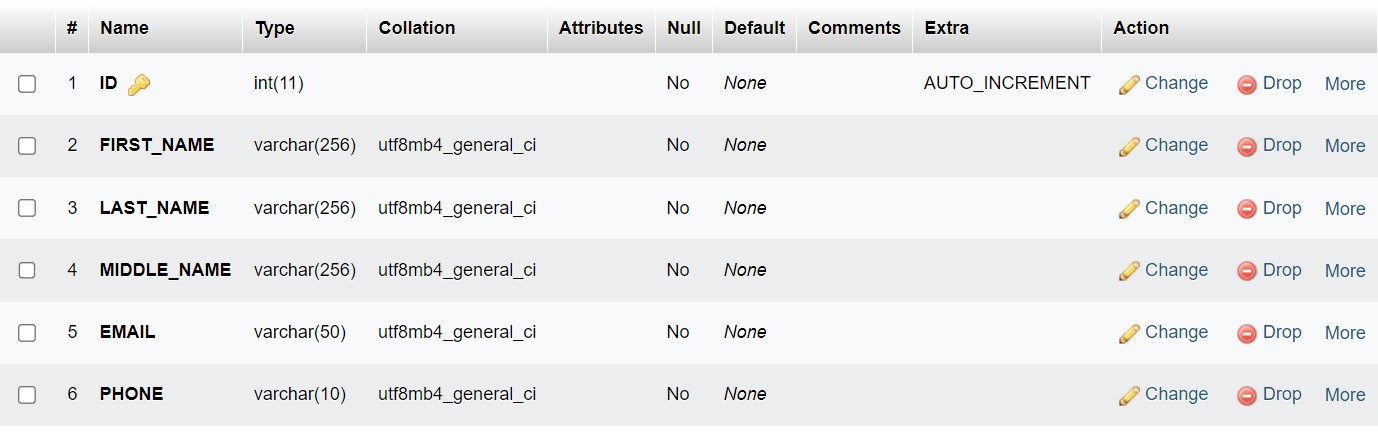 # Name Type Collation Attributes Null Default Comments Extra Action
1 ID int(11) No None AUTO_INCREMENT Change Drop More
2 FIRST_NAME varchar(256) utf8mb4_general_ci No None Change Drop More
3 LAST_NAME varchar(256) utf8mb4_general_ci No None Change Drop More
4 MIDDLE_NAME varchar(256) utf8mb4_general_ci No None Change Drop More
5 EMAIL varchar(50) utf8mb4_general_ci No None Change Drop More
6 PHONE varchar(10) utf8mb4_general_ci No None Change Drop More